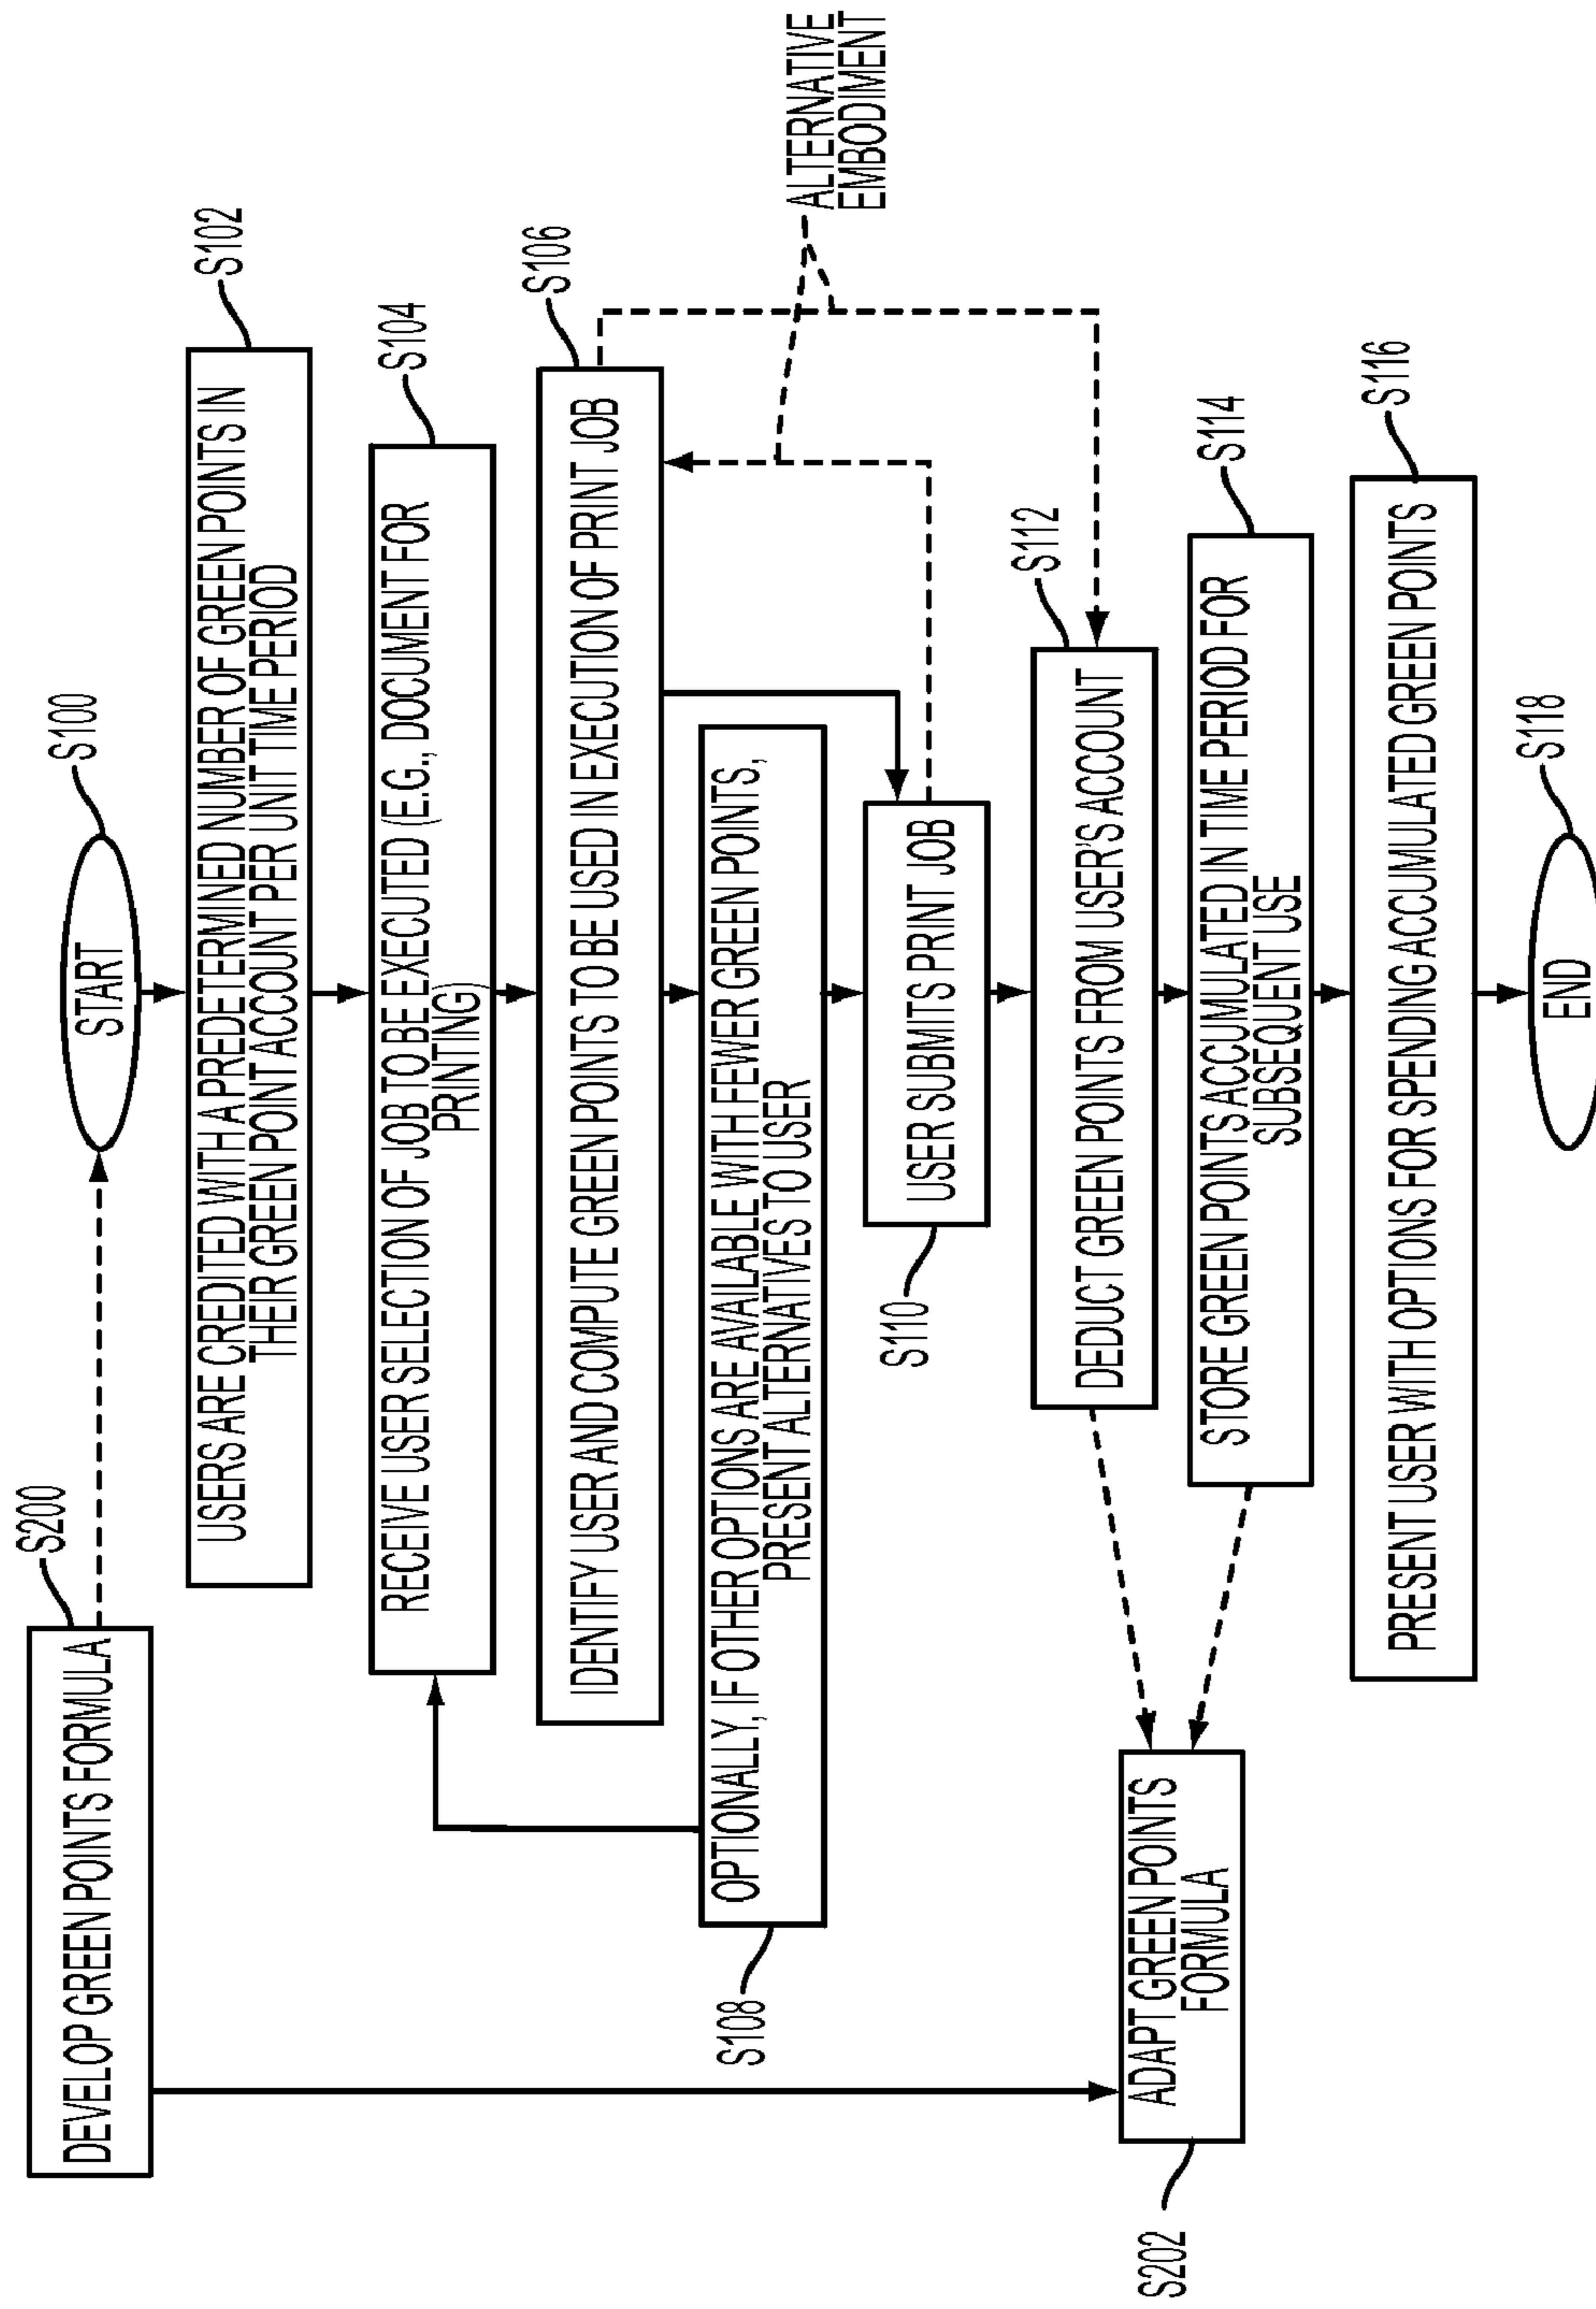 S200
DEVELOP GREEN POINTS FORMULA
S100
START
S102
USERS ARE CREDITED WITH A PREDETERMINED NUMBER OF GREEN POINTS IN
THEIR GREEN POINT ACCOUNT PER UNIT TIME PERIOD
S104
RECEIVE USER SELECTION OF JOB TO BE EXECUTED (E.G., DOCUMENT FOR
PRINTING)
S106
IDENTIFY USER AND COMPUTE GREEN POINTS TO BE USED IN EXECUTION OF PRINT JOB
S108
OPTIONALLY, IF OTHER OPTIONS ARE AVAILABLE WITH FEWER GREEN POINTS,
PRESENT ALTERNATIVES TO USER
ALTERNATIVE
EMBODIMENT
S110
USER SUBMITS PRINT JOB
S112
DEDUCT GREEN POINTS FROM USER'S ACCOUNT
S202
ADAPT GREEN POINTS
FORMULA
S114
STORE GREEN POINTS ACCUMULATED IN TIME PERIOD FOR
SUBSEQUENT USE
S116
PRESENT USER WITH OPTIONS FOR SPENDING ACCUMULATED GREEN POINTS
S118
END